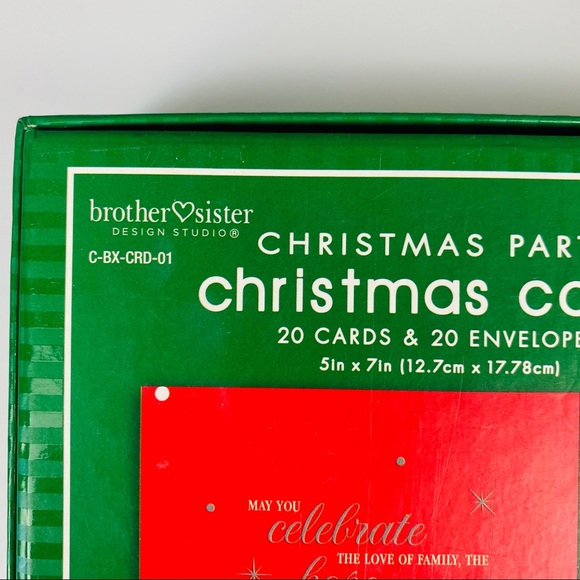 brother♡sister
DESIGN STUDIO®
C-BX-CRD-01
CHRISTMAS PART
christmas ca
20 CARDS & 20 ENVELOPE
5in x 7in (12.7cm x 17.78cm)
MAY YOU
celebrate
THE LOVE OF FAMILY, THE
hope